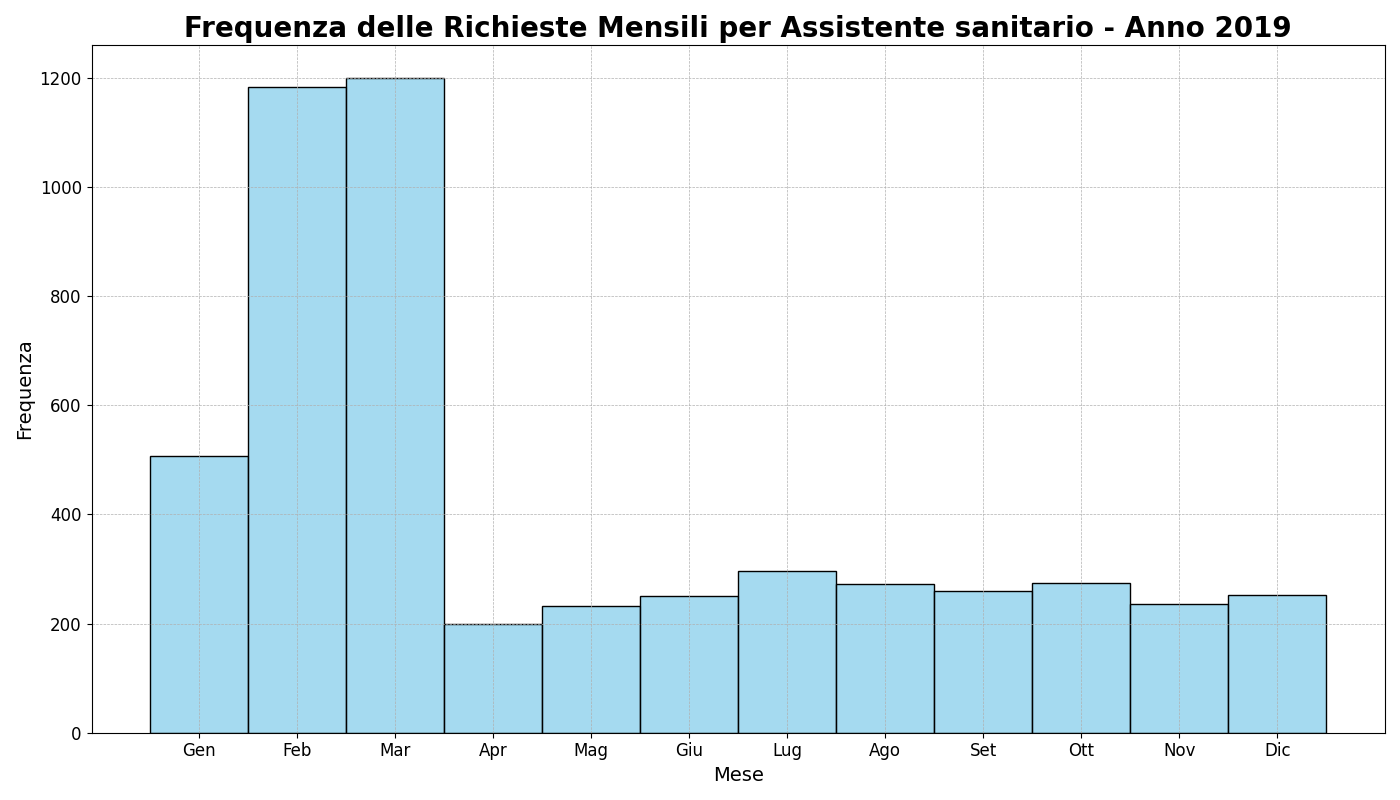 Frequenza delle Richieste Mensili per Assistente sanitario - Anno 2019
Frequenza
1200
1000
800
600
400
200
0
Gen Feb Mar Apr Mag Giu Lug Ago Set Ott Nov Dic
Mese